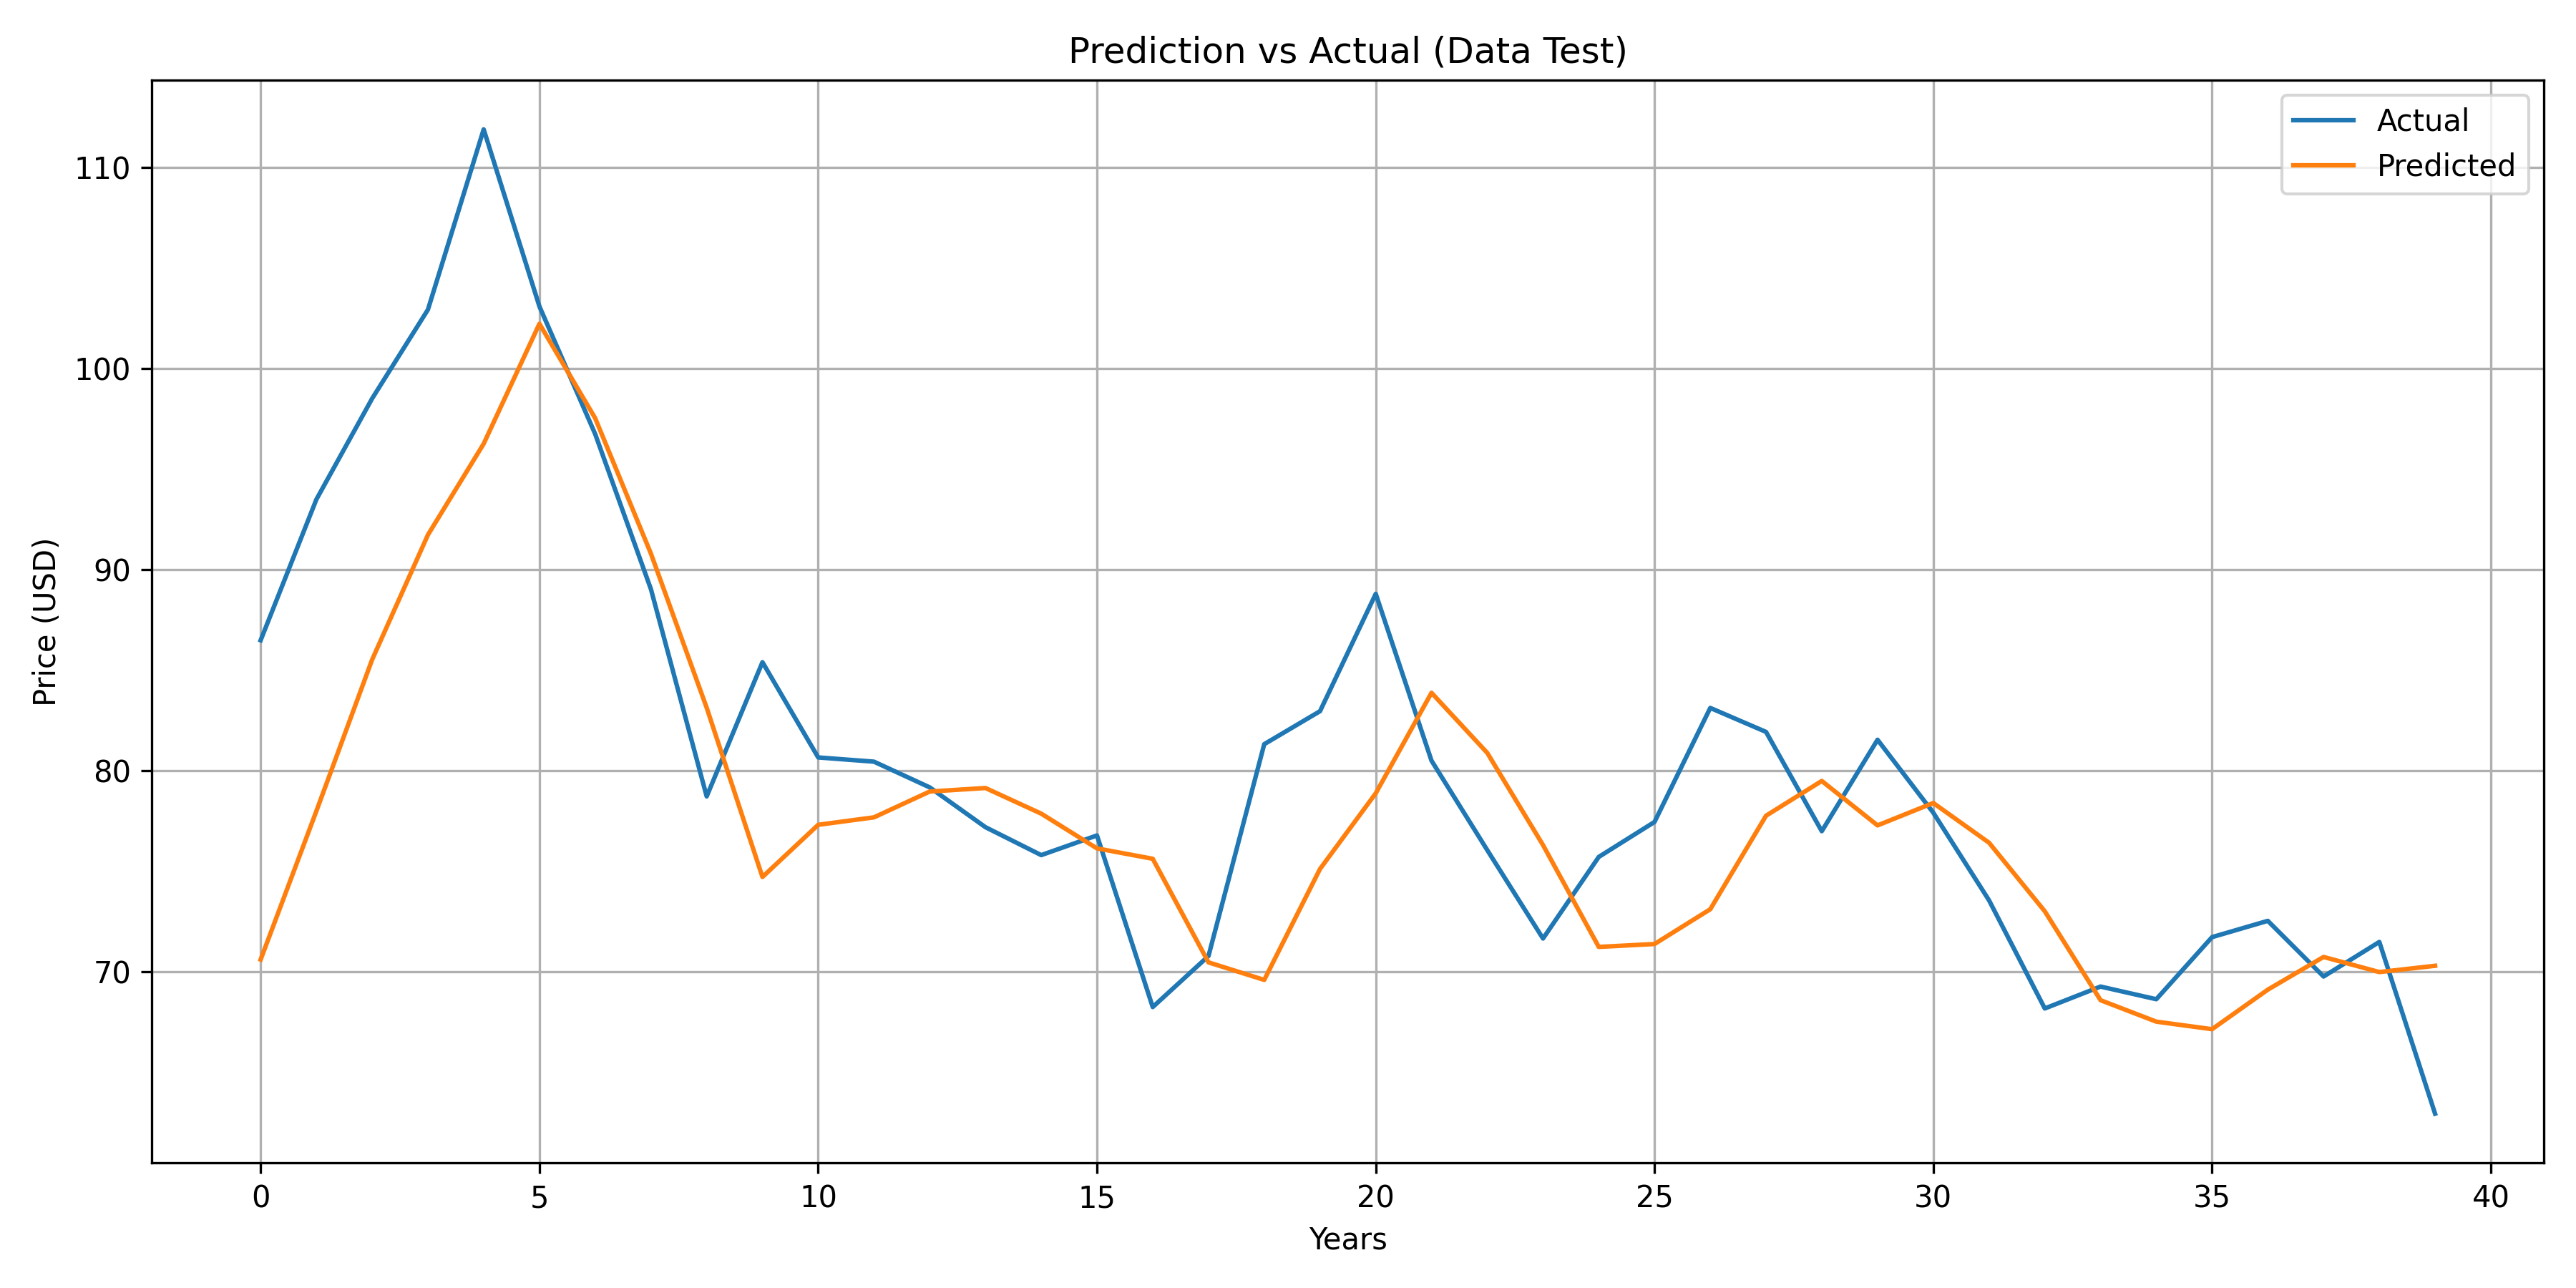 Prediction vs Actual (Data Test)
Actual
Predicted
110
100
90
80
70
Price (USD)
0 5 10 15 20 25 30 35 40
Years